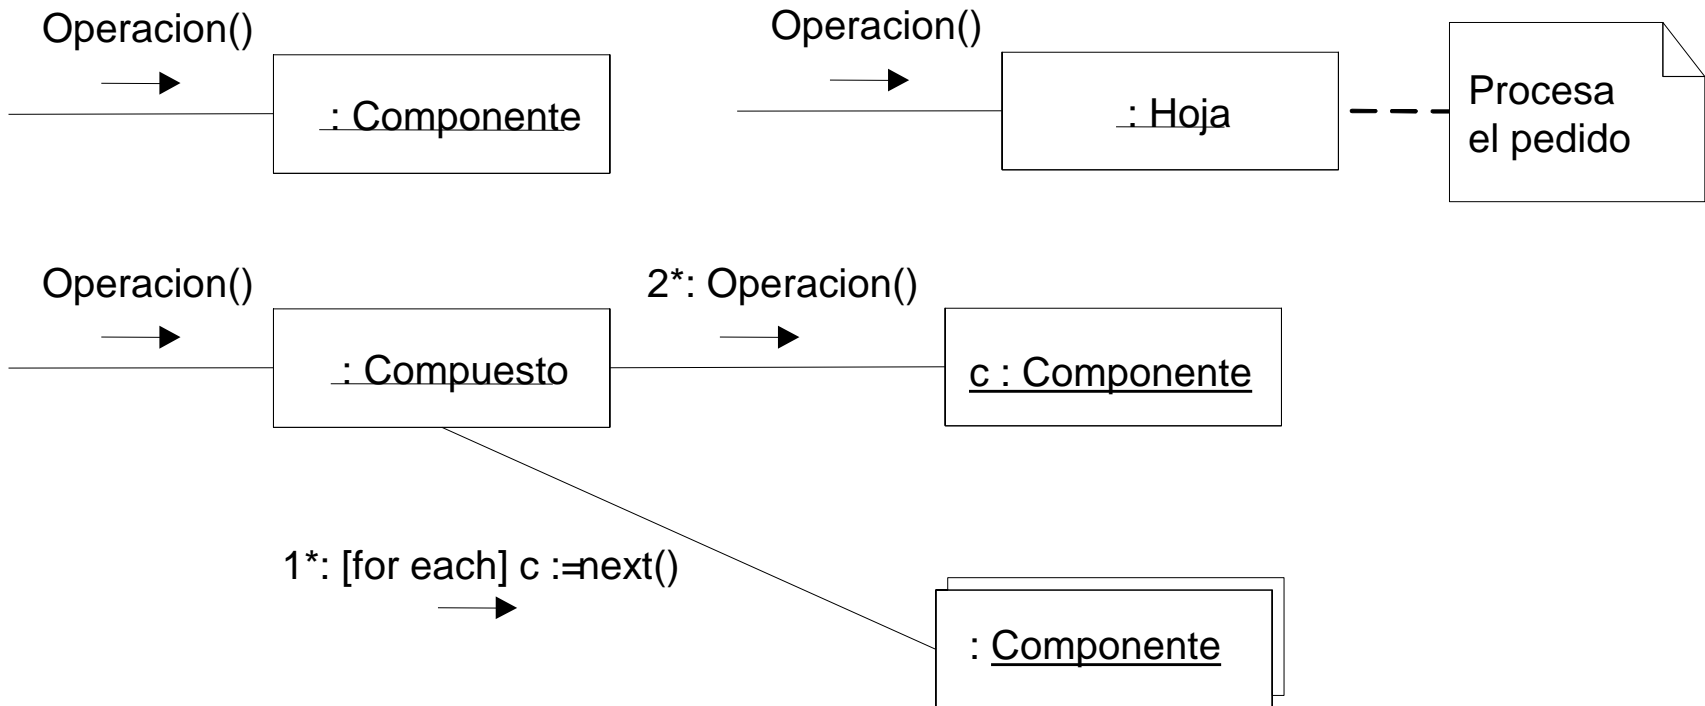 Operacion()
: Componente
Operacion()
: Hoja
Procesa
el pedido
Operacion()
: Compuesto
2*: Operacion()
c : Componente
1*: [for each] c :=next()
: Componente